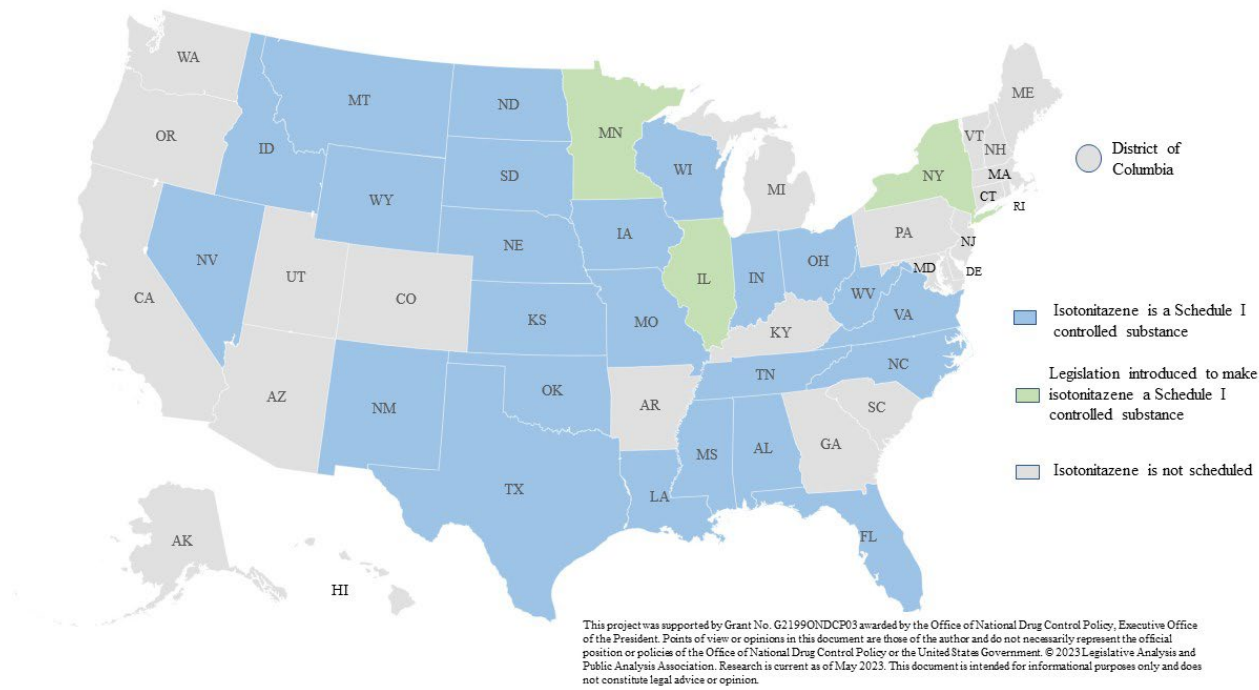 WA
MT
ND
MN
ME
OR
ID
SD
WI
VT
NH
NY
MA
CT
RI
MI
WY
IA
NE
PA
NJ
NV
UT
CO
IL
IN
OH
MD
DE
WV
VA
CA
KS
MO
KY
TN
NC
AZ
NM
OK
AR
SC
MS
AL
GA
TX
LA
FL
AK
HI
District of
Columbia
Isotonitazene is a Schedule I
controlled substance
Legislation introduced to make
isotonitazene a Schedule I
controlled substance
Isotonitazene is not scheduled
This project was supported by Grant No. G2199ONDCP03 awarded by the Office of National Drug Control Policy, Executive Office
of the President. Points of view or opinions in this document are those of the author and do not necessarily represent the official
position or policies of the Office of National Drug Control Policy or the United States Government. © 2023 Legislative Analysis and
Public Analysis Association. Research is current as of May 2023. This document is intended for informational purposes only and does
not constitute legal advice or opinion.